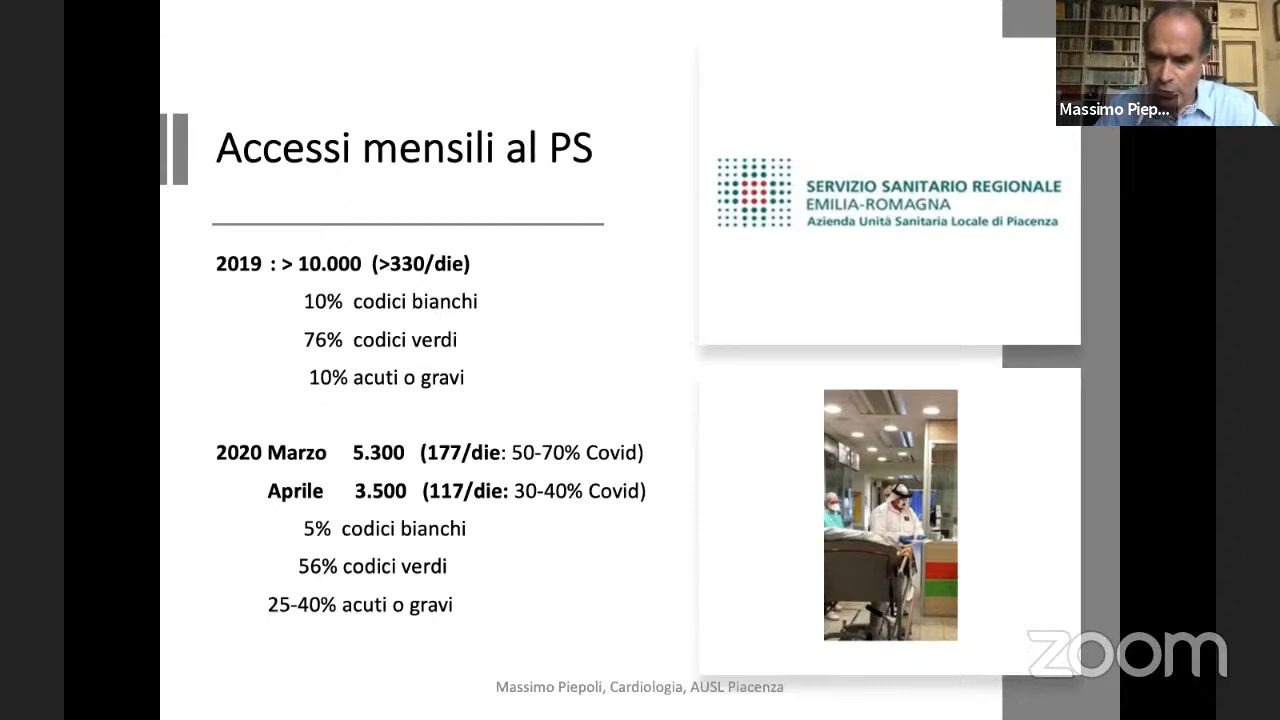 Massimo Piep...
Accessi mensili al PS
SERVIZIO SANITARIO REGIONALE
EMILIA-ROMAGNA
Azienda Unità Sanitaria Locale di Piacenza
2019 : > 10.000 (>330/die)
10% codici bianchi
76% codici verdi
10% acuti o gravi
2020 Marzo 5.300 (177/die: 50-70% Covid)
Aprile 3.500 (117/die: 30-40% Covid)
5% codici bianchi
56% codici verdi
25-40% acuti o gravi
Massimo Piepoli, Cardiologia, AUSL Piacenza
zoom